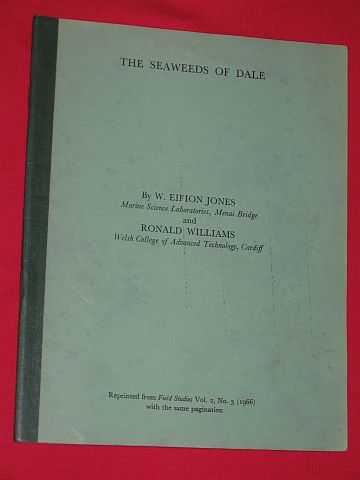 THE SEAWEEDS OF DALE
By W. EIFION JONES
Marine Science Laboratories, Menai Bridge
and
RONALD WILLIAMS
Welsh College of Advanced Technology, Cardiff
Reprinted from Field Studies Vol. 2, No. 3 (1966)
with the same pagination